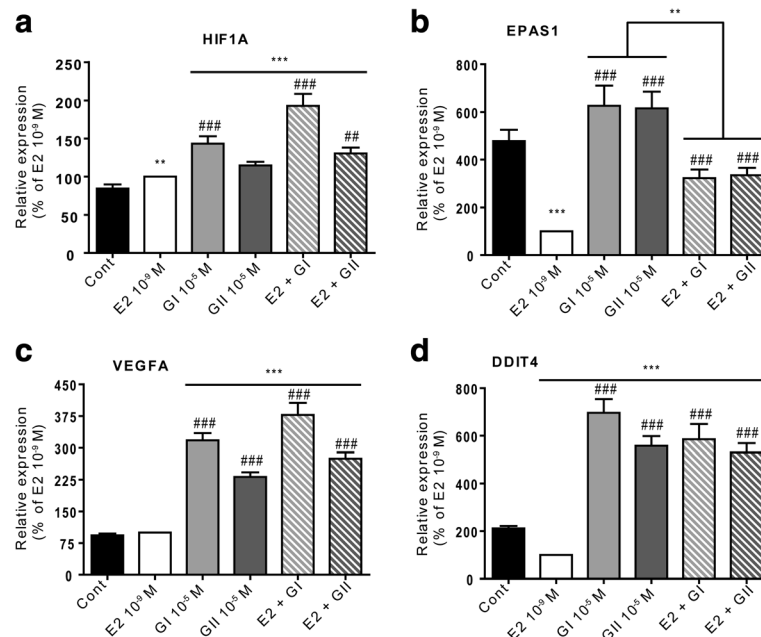 a
HIF1A
***
###
###
###
##
**
250
200
150
100
50
0
Relative expression
(% of E2 10⁻⁹ M)
Cont
E2 10⁻⁹ M
GI 10⁻⁵ M
GII 10⁻⁵ M
E2 + GI
E2 + GII
b
EPAS1
**
###
###
###
###
***
800
600
400
200
0
Relative expression
(% of E2 10⁻⁹ M)
Cont
E2 10⁻⁹ M
GI 10⁻⁵ M
GII 10⁻⁵ M
E2 + GI
E2 + GII
c
VEGFA
***
###
###
###
###
450
375
300
225
150
75
0
Relative expression
(% of E2 10⁻⁹ M)
Cont
E2 10⁻⁹ M
GI 10⁻⁵ M
GII 10⁻⁵ M
E2 + GI
E2 + GII
d
DDIT4
***
###
###
###
###
800
600
400
200
0
Relative expression
(% of E2 10⁻⁹ M)
Cont
E2 10⁻⁹ M
GI 10⁻⁵ M
GII 10⁻⁵ M
E2 + GI
E2 + GII